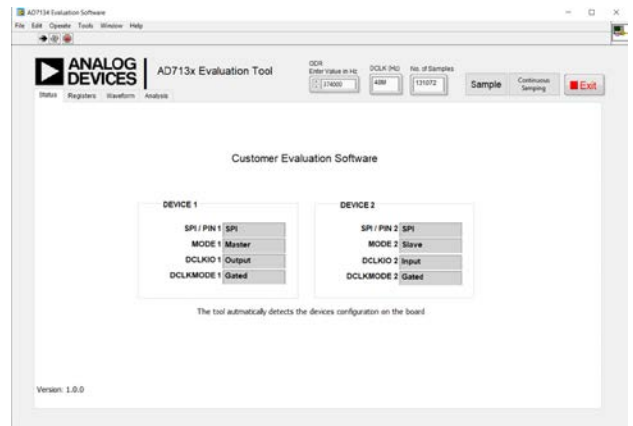 AD7134 Evaluation Software
File Edit Operate Tools Window Help
ANALOG
DEVICES
AD713x Evaluation Tool
ODR
Enter Value in Hz
374000
DCLK (Hz)
48M
No. of Samples
131072
Sample
Continuous
Sampling
Exit
Status Registers Waveform Analysis
Customer Evaluation Software
DEVICE 1
SPI / PIN 1 SPI
MODE 1 Master
DCLKIO 1 Output
DCLKMODE 1 Gated
DEVICE 2
SPI / PIN 2 SPI
MODE 2 Slave
DCLKIO 2 Input
DCLKMODE 2 Gated
The tool autmatically detects the devices configuration on the board
Version: 1.0.0